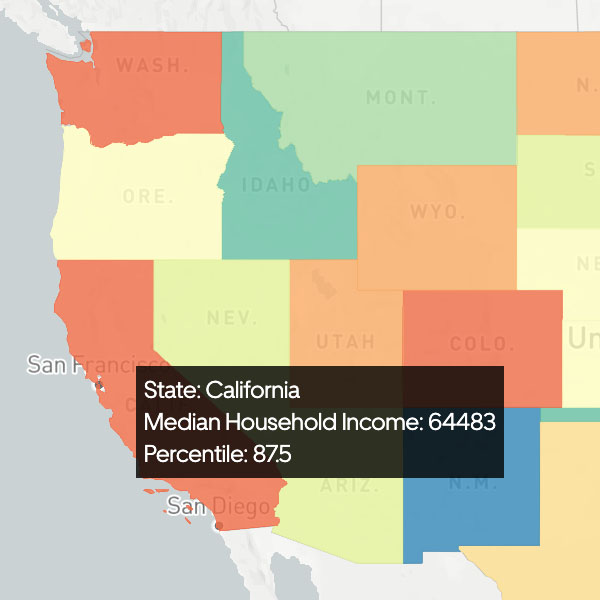 WASH.
MONT.
N.
ORE.
IDAHO
S
WYO.
NE
NEV.
UTAH
COLO.
Un
San Francisco
C
State: California
Median Household Income: 64483
Percentile: 87.5
ARIZ.
N.M.
San Diego